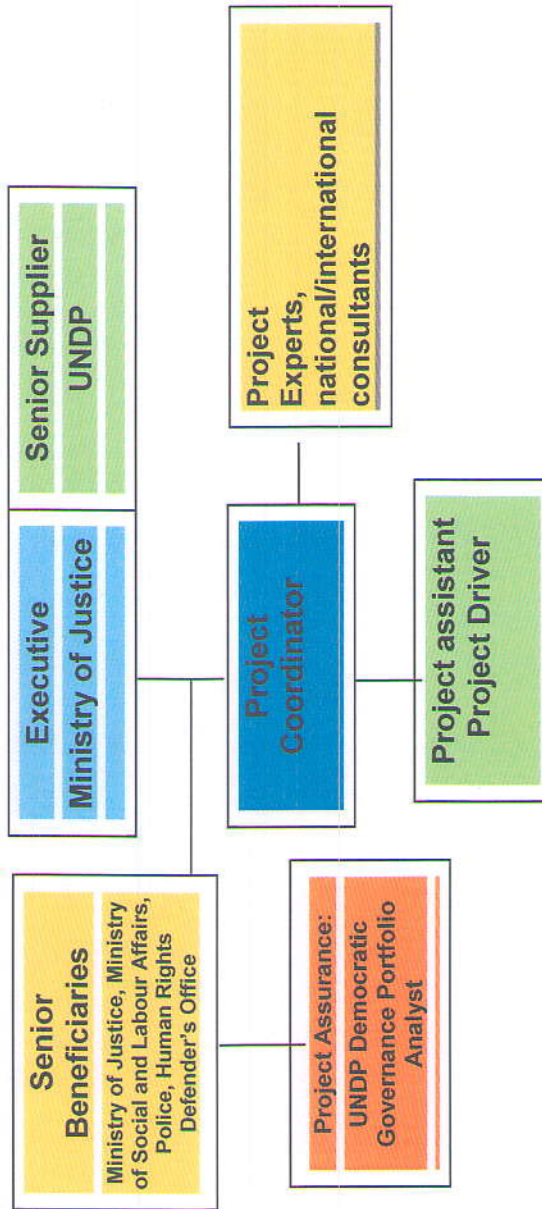 Senior
Beneficiaries
Ministry of Justice, Ministry
of Social and Labour Affairs,
Police, Human Rights
Defender's Office
Executive
Ministry of Justice
Senior Supplier
UNDP
Project Assurance:
UNDP Democratic
Governance Portfolio
Analyst
Project
Coordinator
Project
Experts,
national/international
consultants
Project assistant
Project Driver